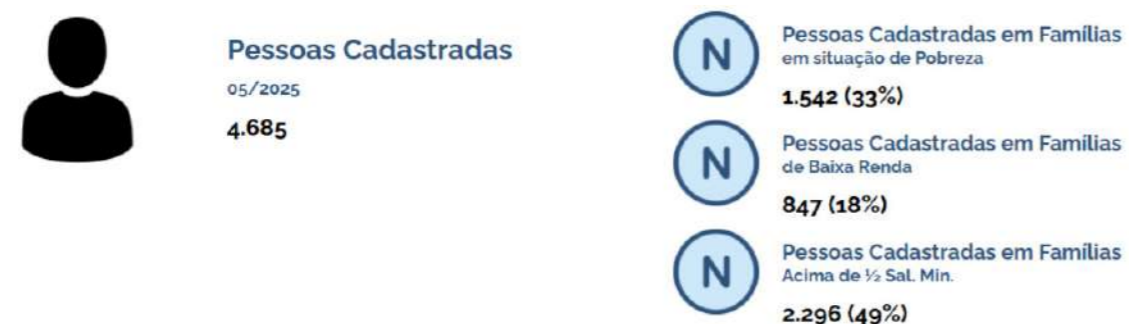 Pessoas Cadastradas
05/2025
4.685
N
Pessoas Cadastradas em Famílias
em situação de Pobreza
1.542 (33%)
N
Pessoas Cadastradas em Famílias
de Baixa Renda
847 (18%)
N
Pessoas Cadastradas em Famílias
Acima de ½ Sal. Min.
2.296 (49%)